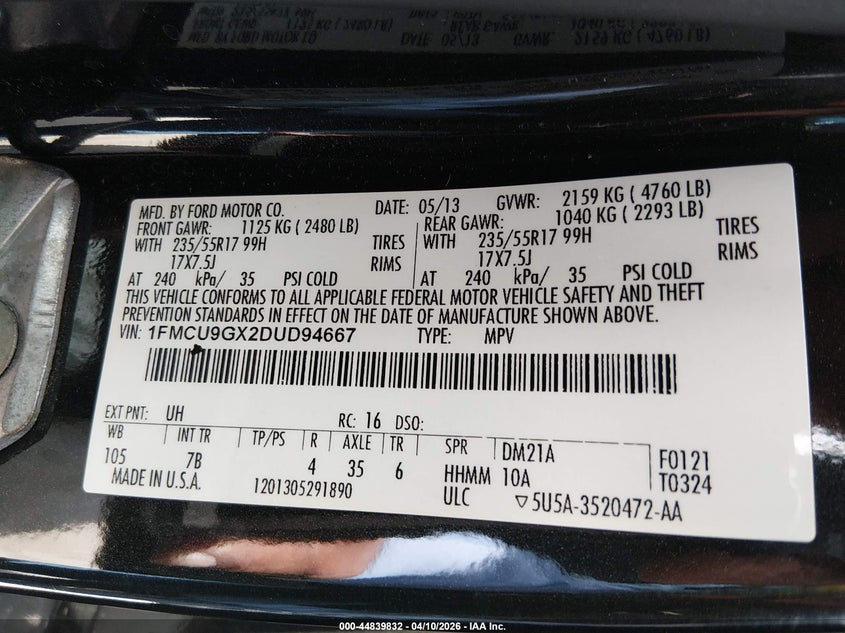 MFD. BY FORD MOTOR CO. DATE: 05/13 GVWR: 2159 KG ( 4760 LB)
FRONT GAWR: 1125 KG ( 2480 LB) REAR GAWR: 1040 KG ( 2293 LB)
WITH 235/55R17 99H TIRES WITH 235/55R17 99H TIRES
17X7.5J RIMS 17X7.5J RIMS
AT 240 kPa/ 35 PSI COLD AT 240 kPa/ 35 PSI COLD
THIS VEHICLE CONFORMS TO ALL APPLICABLE FEDERAL MOTOR VEHICLE SAFETY AND THEFT
PREVENTION STANDARDS IN EFFECT ON THE DATE OF MANUFACTURE SHOWN ABOVE.
VIN: 1FMCU9GX2DUD94667 TYPE: MPV
EXT PNT: UH RC: 16 DSO:
WB INT TR TP/PS R AXLE TR SPR DM21A F0121
105 7B 4 35 6 HHMM 10A T0324
MADE IN U.S.A. 1201305291890 ULC ▽5U5A-3520472-AA
000-44839832 - 04/10/2026 - IAA Inc.